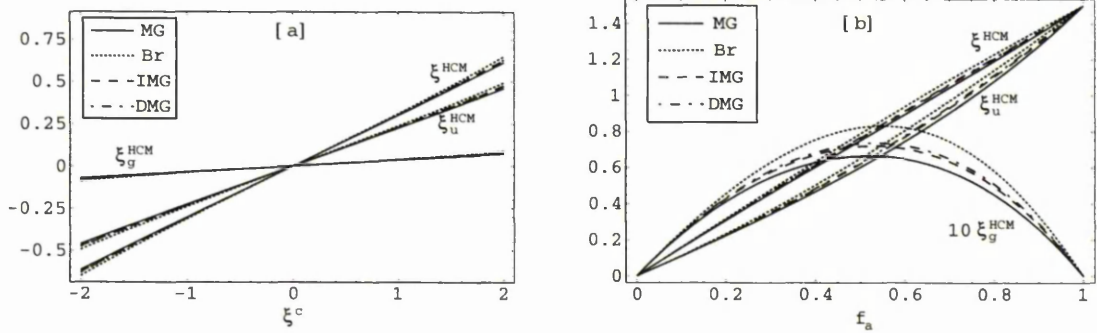 [a]
MG
Br
IMG
DMG
ξ^HCM
ξ_u^HCM
ξ_g^HCM
0.75
0.5
0.25
0
-0.25
-0.5
-2
-1
0
1
2
ξ^c
[b]
MG
Br
IMG
DMG
ξ^HCM
ξ_u^HCM
10 ξ_g^HCM
1.4
1.2
1
0.8
0.6
0.4
0.2
0
0
0.2
0.4
0.6
0.8
1
f_a